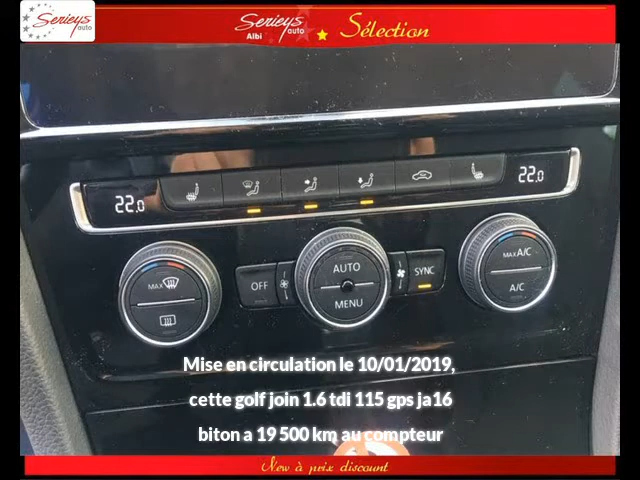 Serieys
auto
Serieys
auto
Albi
Sélection
22.0
22.0
MAX
OFF
AUTO
MENU
SYNC
MAX A/C
A/C
Mise en circulation le 10/01/2019,
cette golf join 1.6 tdi 115 gps ja16
biton a 19 500 km au compteur
New à prix discount